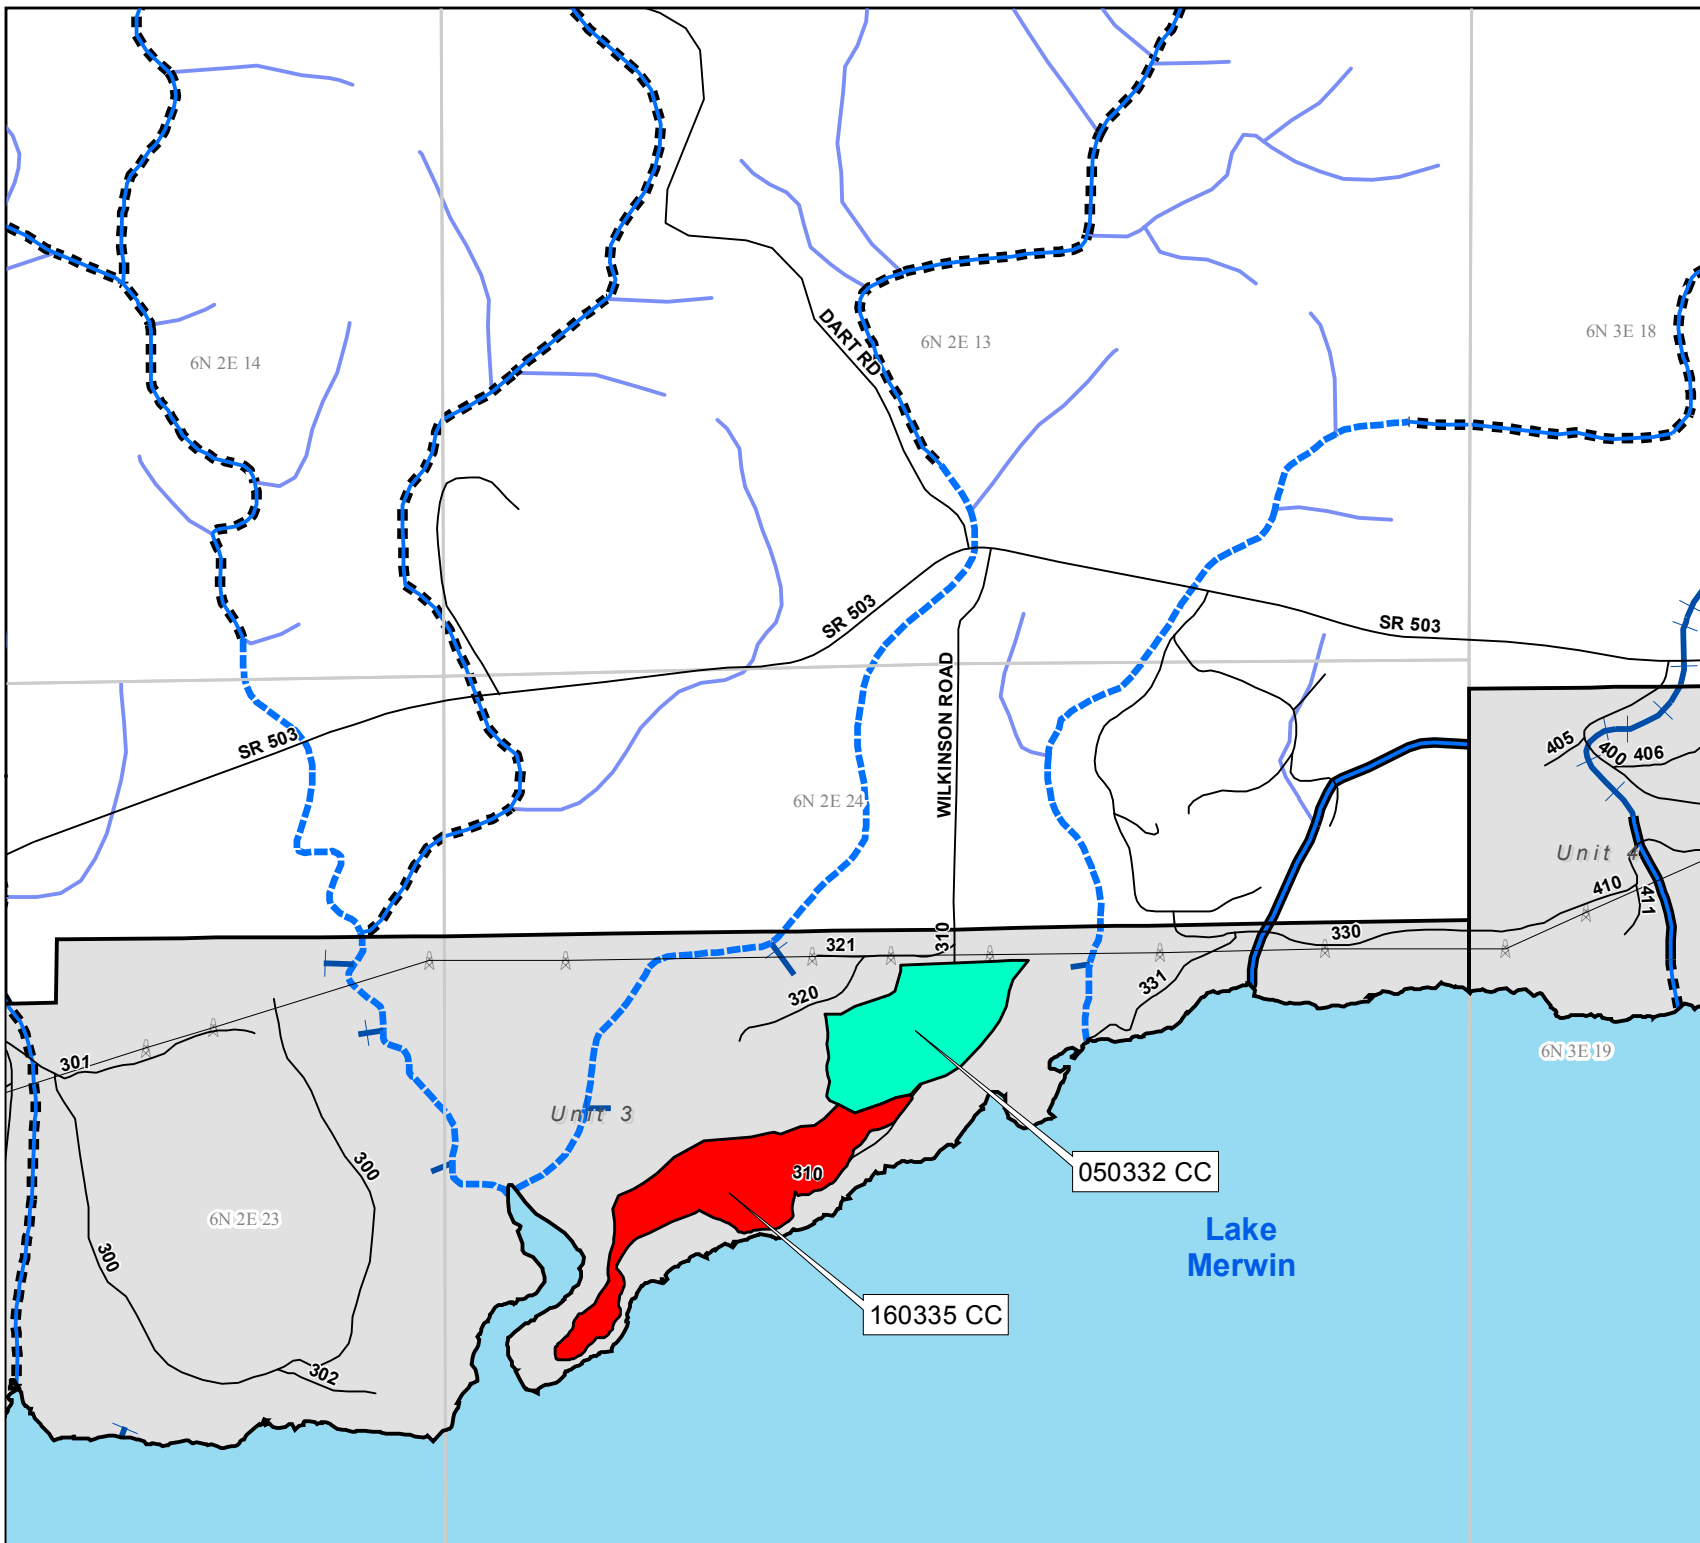 DART RD
6N 2E 13
6N 3E 18
6N 2E 14
SR 503
SR 503
SR 503
WILKINSON ROAD
405
400
406
6N 2E 24
Unit 4
410
411
321
310
330
320
331
301
6N 3E 19
Unit 3
300
310
050332 CC
6N 2E 23
300
Lake
Merwin
160335 CC
302